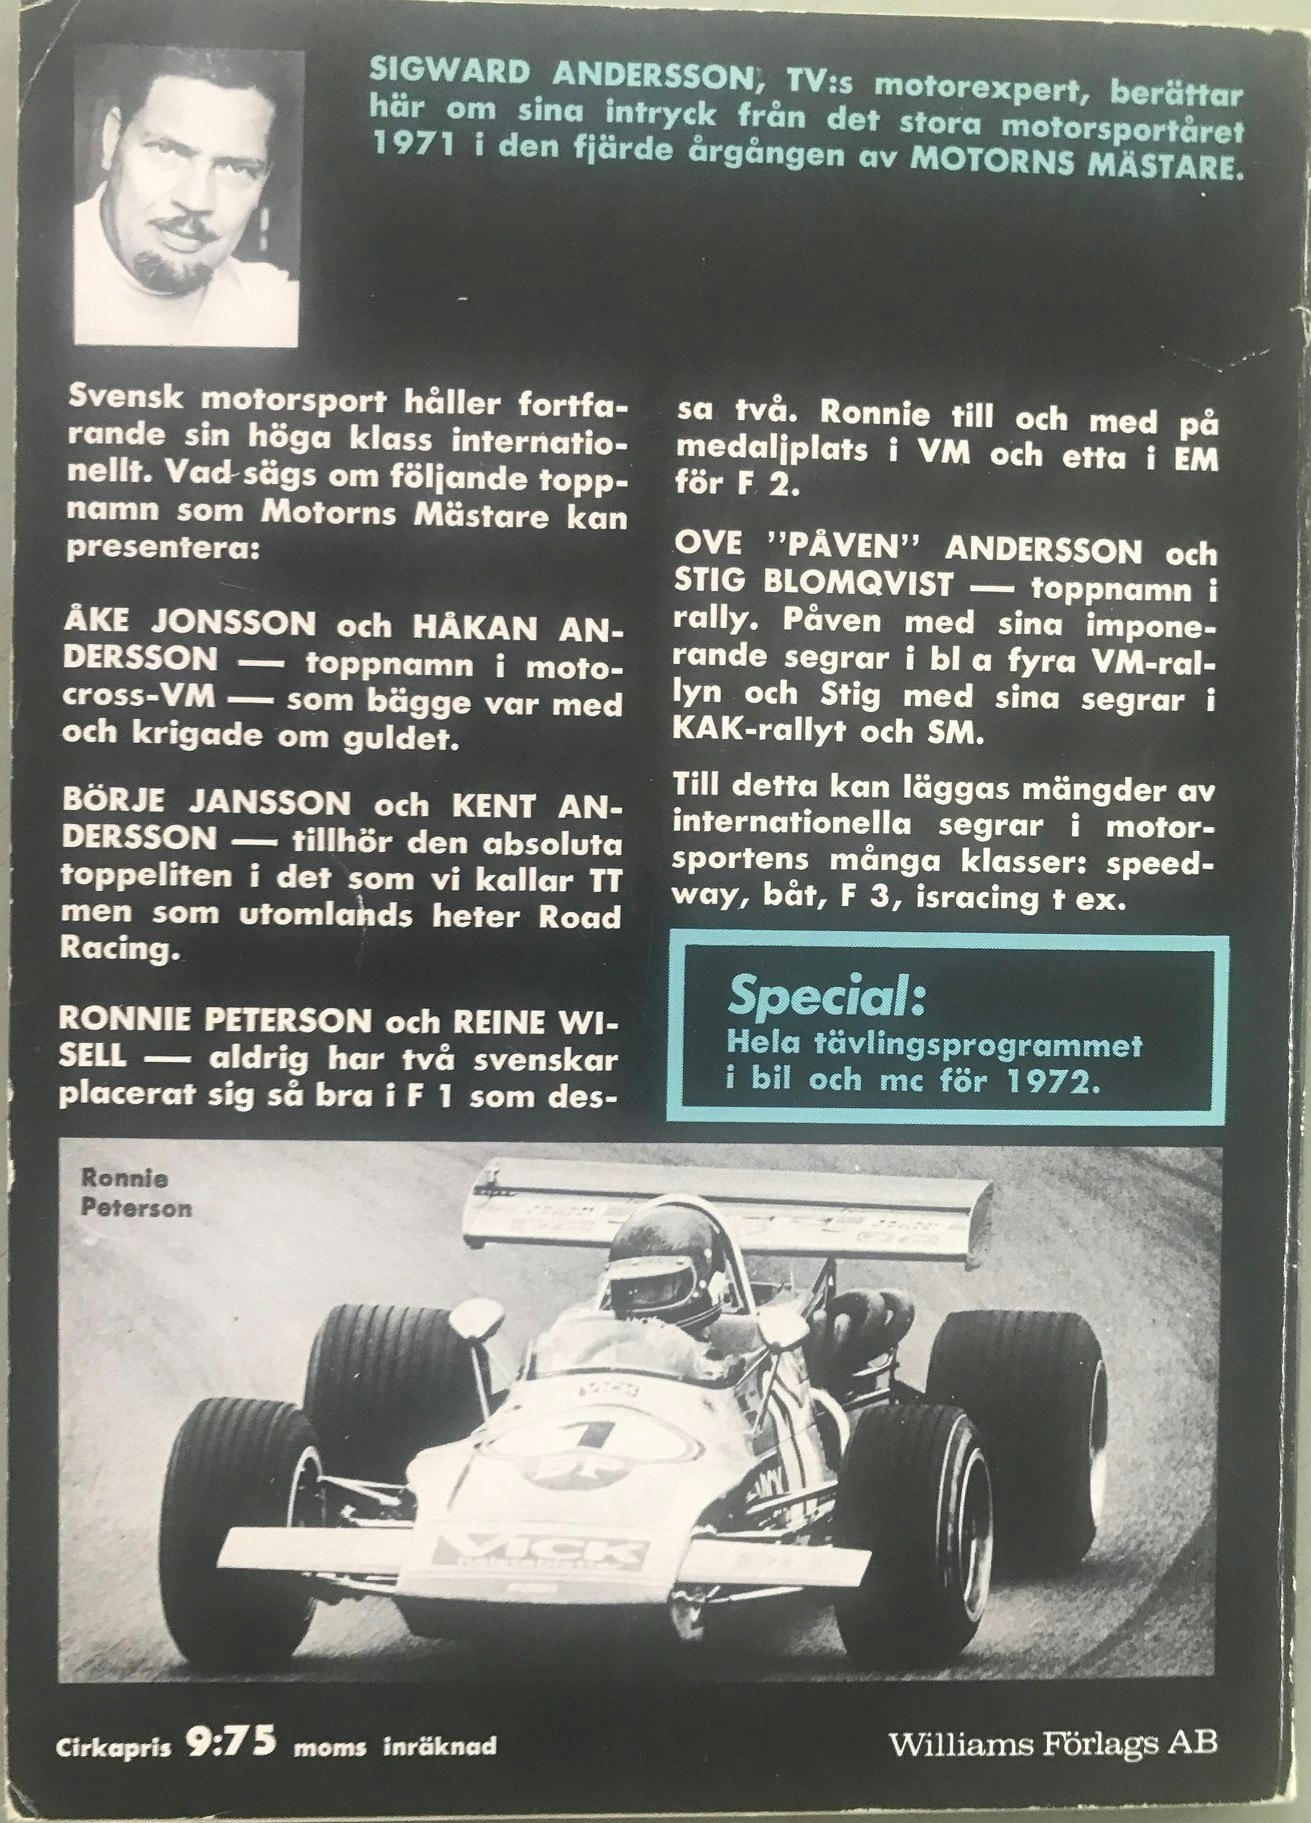 SIGWARD ANDERSSON, TV:s motorexpert, berättar
här om sina intryck från det stora motorsportåret
1971 i den fjärde årgången av MOTORNS MÄSTARE.
Svensk motorsport håller fortfa-
rande sin höga klass internatio-
nellt. Vad sägs om följande topp-
namn som Motorns Mästare kan
presentera:
ÅKE JONSSON och HÅKAN AN-
DERSSON — toppnamn i moto-
cross-VM — som bägge var med
och krigade om guldet.
BÖRJE JANSSON och KENT AN-
DERSSON — tillhör den absoluta
toppeliten i det som vi kallar TT
men som utomlands heter Road
Racing.
RONNIE PETERSON och REINE WI-
SELL — aldrig har två svenskar
placerat sig så bra i F 1 som des-
sa två. Ronnie till och med på
medaljplats i VM och etta i EM
för F 2.
OVE ”PÅVEN” ANDERSSON och
STIG BLOMQVIST — toppnamn i
rally. Påven med sina impone-
rande segrar i bl a fyra VM-ral-
lyn och Stig med sina segrar i
KAK-rallyt och SM.
Till detta kan läggas mängder av
internationella segrar i motor-
sportens många klasser: speed-
way, båt, F 3, isracing t ex.
Special:
Hela tävlingsprogrammet
i bil och mc för 1972.
Ronnie
Peterson
VICK
1
VICK
Cirkapris 9:75 moms inräknad
Williams Förlags AB